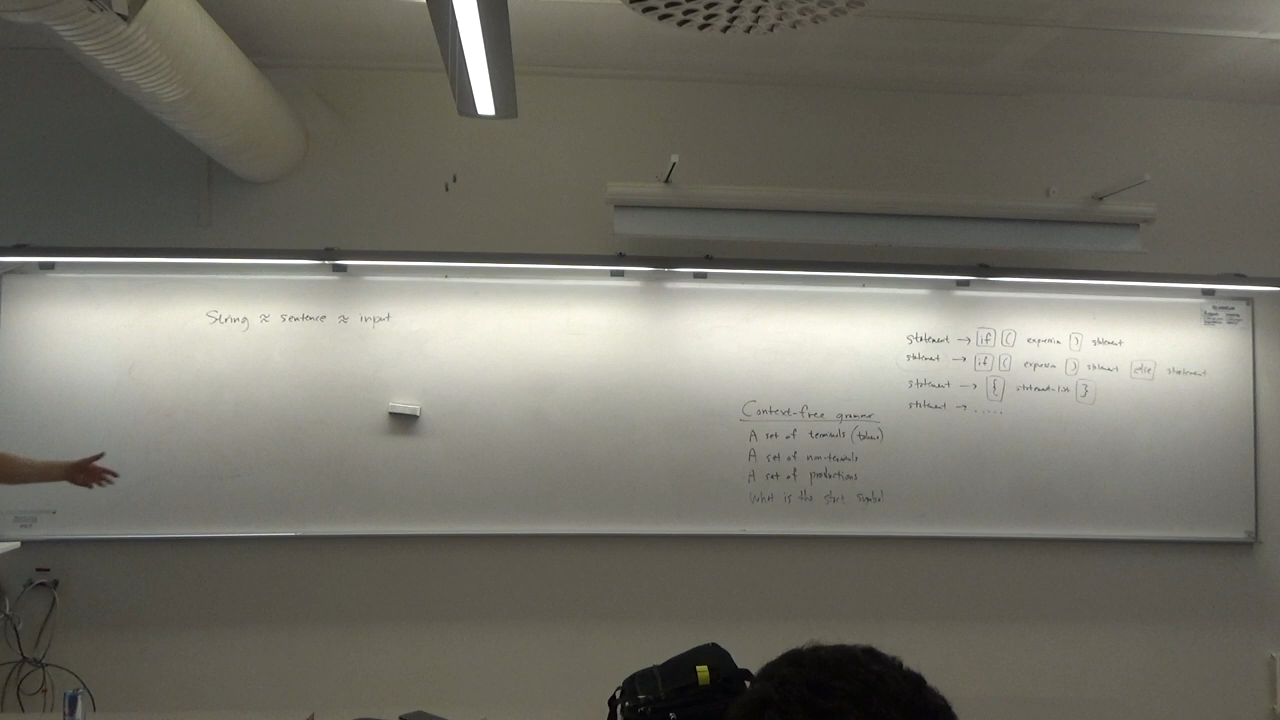 String ≈ sentence ≈ input
statement → if ( expression ) statement
statement → if ( expression ) statement else statement
statement → { statement-list }
statement → .....
Context-free grammar
A set of terminals (tokens)
A set of non-terminals
A set of productions
What is the start symbol